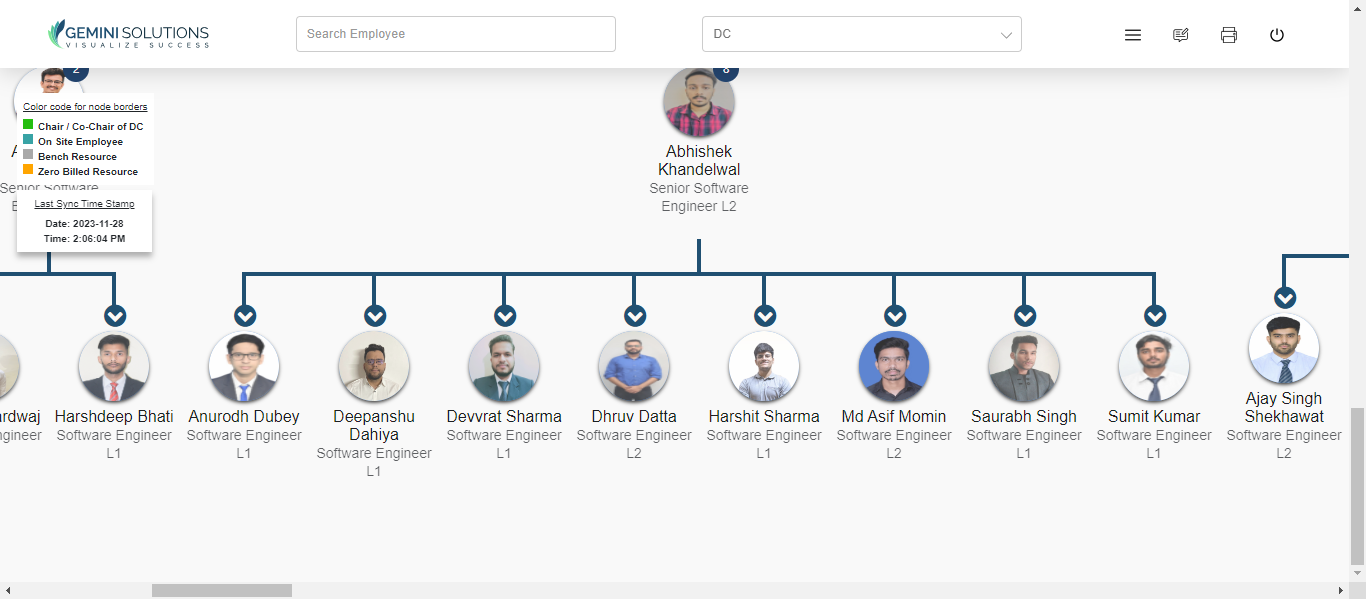 GEMINI SOLUTIONS
VISUALIZE SUCCESS
Search Employee
DC
2
8
Color code for node borders
Chair / Co-Chair of DC
On Site Employee
Bench Resource
Zero Billed Resource
A
Senior Software
E
Last Sync Time Stamp
Date: 2023-11-28
Time: 2:06:04 PM
Abhishek
Khandelwal
Senior Software
Engineer L2
ardwaj
ngineer
Harshdeep Bhati
Software Engineer
L1
Anurodh Dubey
Software Engineer
L1
Deepanshu
Dahiya
Software Engineer
L1
Devvrat Sharma
Software Engineer
L1
Dhruv Datta
Software Engineer
L2
Harshit Sharma
Software Engineer
L1
Md Asif Momin
Software Engineer
L2
Saurabh Singh
Software Engineer
L1
Sumit Kumar
Software Engineer
L1
Ajay Singh
Shekhawat
Software Engineer
L2